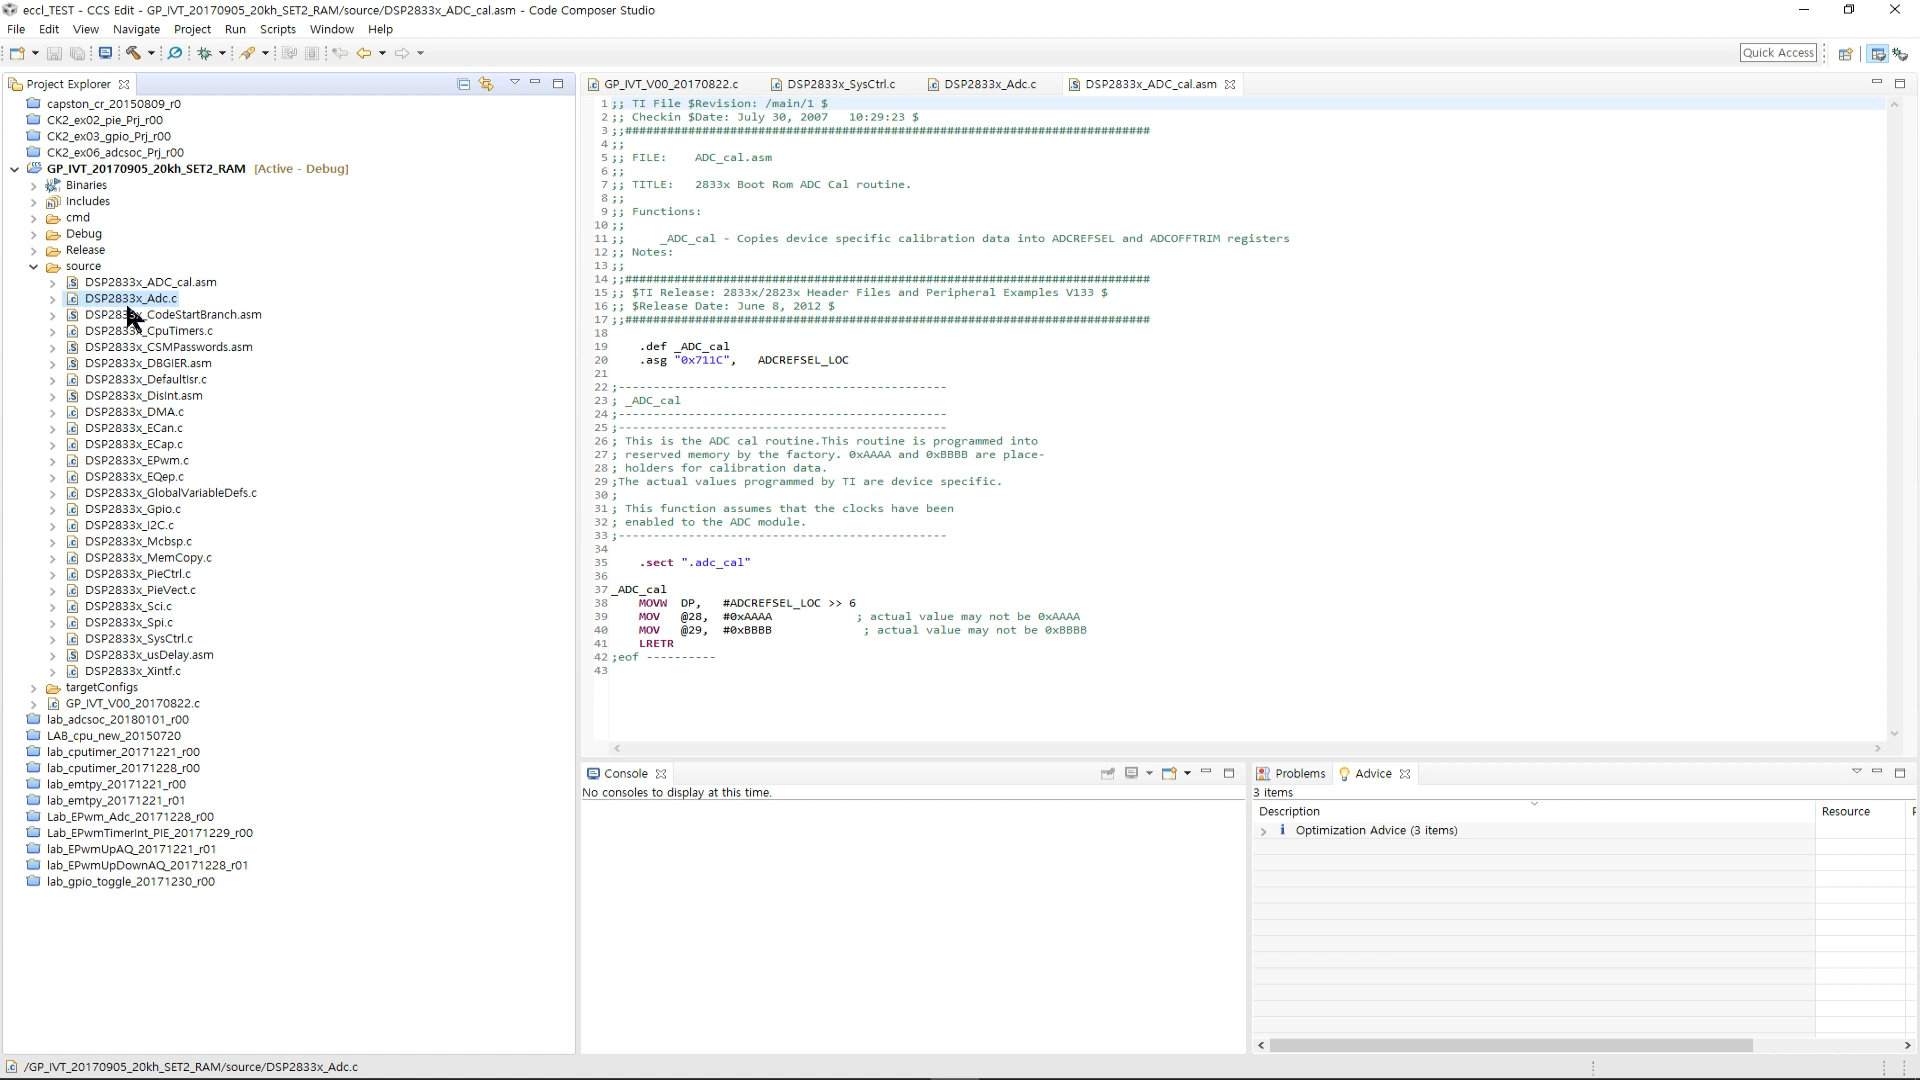 eccl_TEST - CCS Edit - GP_IVT_20170905_20kh_SET2_RAM/source/DSP2833x_ADC_cal.asm - Code Composer Studio
File Edit View Navigate Project Run Scripts Window Help
Quick Access
Project Explorer
capston_cr_20150809_r0
CK2_ex02_pie_Prj_r00
CK2_ex03_gpio_Prj_r00
CK2_ex06_adcsoc_Prj_r00
GP_IVT_20170905_20kh_SET2_RAM [Active - Debug]
Binaries
Includes
cmd
Debug
Release
source
DSP2833x_ADC_cal.asm
DSP2833x_Adc.c
DSP2833x_CodeStartBranch.asm
DSP2833x_CpuTimers.c
DSP2833x_CSMPasswords.asm
DSP2833x_DBGIER.asm
DSP2833x_DefaultIsr.c
DSP2833x_DisInt.asm
DSP2833x_DMA.c
DSP2833x_ECan.c
DSP2833x_ECap.c
DSP2833x_EPwm.c
DSP2833x_EQep.c
DSP2833x_GlobalVariableDefs.c
DSP2833x_Gpio.c
DSP2833x_I2C.c
DSP2833x_Mcbsp.c
DSP2833x_MemCopy.c
DSP2833x_PieCtrl.c
DSP2833x_PieVect.c
DSP2833x_Sci.c
DSP2833x_Spi.c
DSP2833x_SysCtrl.c
DSP2833x_usDelay.asm
DSP2833x_Xintf.c
targetConfigs
GP_IVT_V00_20170822.c
lab_adcsoc_20180101_r00
LAB_cpu_new_20150720
lab_cputimer_20171221_r00
lab_cputimer_20171228_r00
lab_emtpy_20171221_r00
lab_emtpy_20171221_r01
Lab_EPwm_Adc_20171228_r00
Lab_EPwmTimerInt_PIE_20171229_r00
lab_EPwmUpAQ_20171221_r01
lab_EPwmUpDownAQ_20171228_r01
lab_gpio_toggle_20171230_r00
GP_IVT_V00_20170822.c DSP2833x_SysCtrl.c DSP2833x_Adc.c DSP2833x_ADC_cal.asm
1 ;; TI File $Revision: /main/1 $
2 ;; Checkin $Date: July 30, 2007   10:29:23 $
3 ;;###########################################################################
4 ;;
5 ;; FILE:    ADC_cal.asm
6 ;;
7 ;; TITLE:   2833x Boot Rom ADC Cal routine.
8 ;;
9 ;; Functions:
10 ;;
11 ;;     _ADC_cal - Copies device specific calibration data into ADCREFSEL and ADCOFFTRIM registers
12 ;; Notes:
13 ;;
14 ;;###########################################################################
15 ;; $TI Release: 2833x/2823x Header Files and Peripheral Examples V133 $
16 ;; $Release Date: June 8, 2012 $
17 ;;###########################################################################
18
19     .def _ADC_cal
20     .asg "0x711C",   ADCREFSEL_LOC
21
22 ;-----------------------------------------------
23 ; _ADC_cal
24 ;-----------------------------------------------
25 ;-----------------------------------------------
26 ; This is the ADC cal routine.This routine is programmed into
27 ; reserved memory by the factory. 0xAAAA and 0xBBBB are place-
28 ; holders for calibration data.
29 ;The actual values programmed by TI are device specific.
30 ;
31 ; This function assumes that the clocks have been
32 ; enabled to the ADC module.
33 ;-----------------------------------------------
34
35     .sect ".adc_cal"
36
37 _ADC_cal
38     MOVW  DP,   #ADCREFSEL_LOC >> 6
39     MOV   @28,  #0xAAAA            ; actual value may not be 0xAAAA
40     MOV   @29,  #0xBBBB             ; actual value may not be 0xBBBB
41     LRETR
42 ;eof ----------
43
Console
No consoles to display at this time.
Problems Advice
3 items
Description Resource
Optimization Advice (3 items)
/GP_IVT_20170905_20kh_SET2_RAM/source/DSP2833x_Adc.c